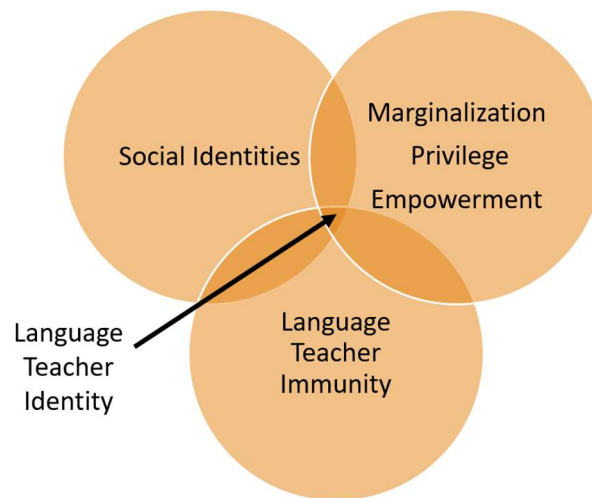 Social Identities
Marginalization
Privilege
Empowerment
Language
Teacher
Identity
Language
Teacher
Immunity